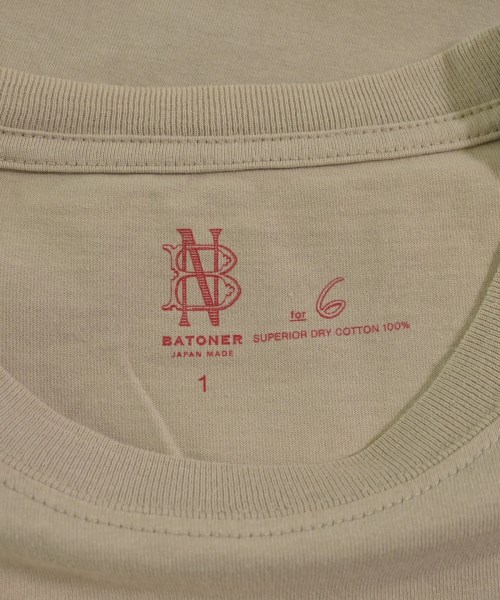 NB
for 6
BATONER
SUPERIOR DRY COTTON 100%
JAPAN MADE
1